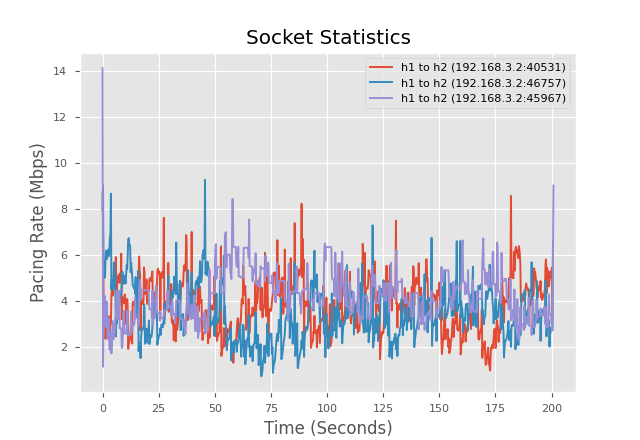 Socket Statistics
h1 to h2 (192.168.3.2:40531)
h1 to h2 (192.168.3.2:46757)
h1 to h2 (192.168.3.2:45967)
Pacing Rate (Mbps)
14
12
10
8
6
4
2
0 25 50 75 100 125 150 175 200
Time (Seconds)